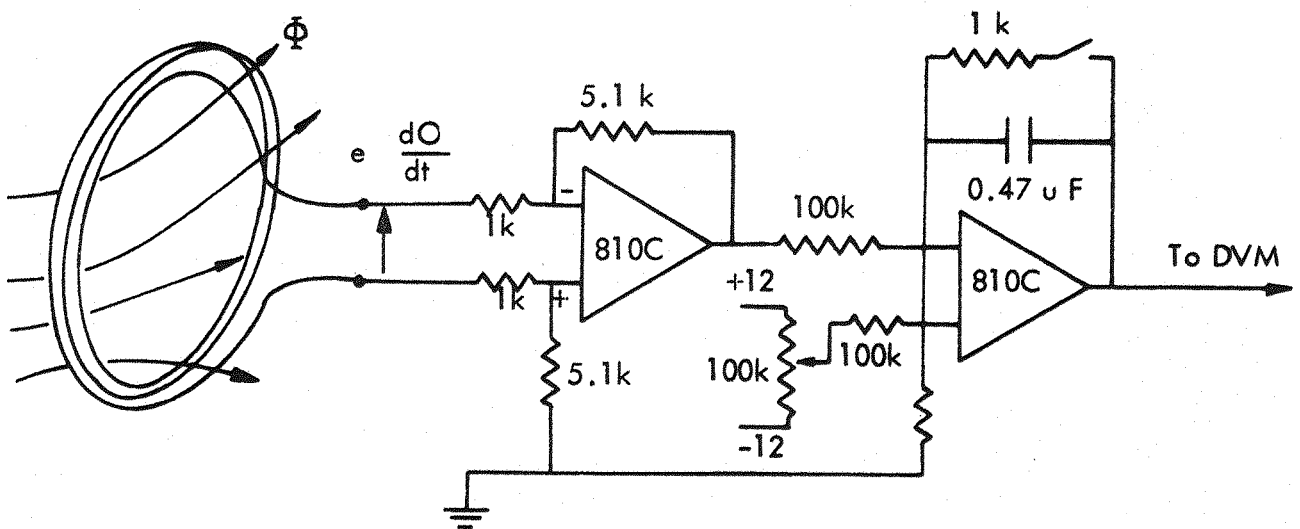 Φ
e dO/dt
1k
1k
+
-
5.1 k
810C
5.1k
100k
+12
100k
-12
100k
1 k
0.47 u F
810C
To DVM